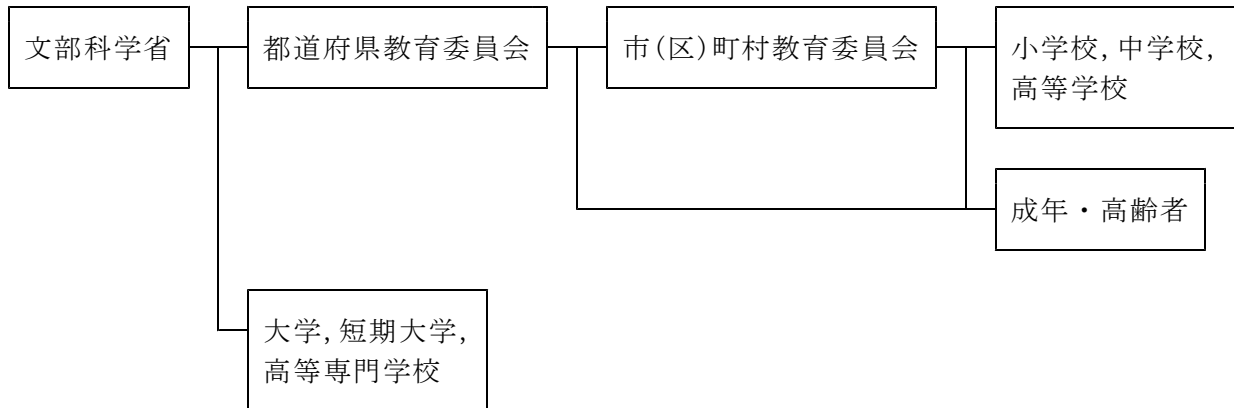 文部科学省
都道府県教育委員会
市(区)町村教育委員会
小学校,中学校,
高等学校
成年・高齢者
大学,短期大学,
高等専門学校